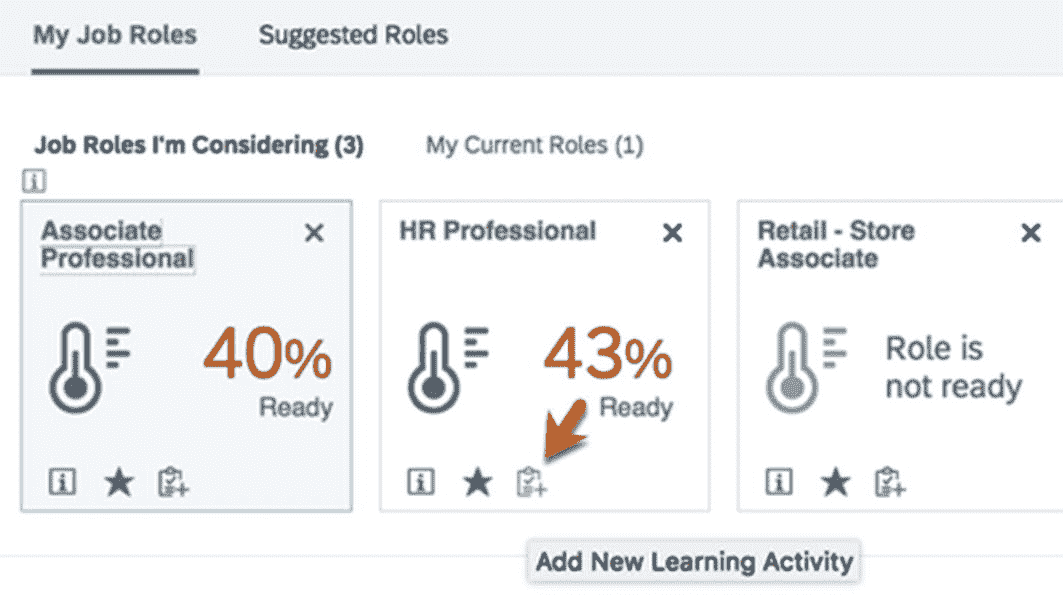 My Job Roles Suggested Roles
Job Roles I'm Considering (3) My Current Roles (1)
Associate
Professional
40%
Ready
HR Professional
43%
Ready
Retail - Store
Associate
Role is
not ready
Add New Learning Activity